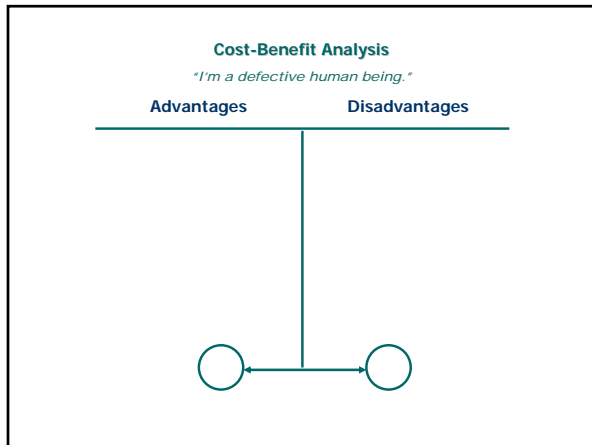 Cost-Benefit Analysis
"I'm a defective human being."
Advantages Disadvantages